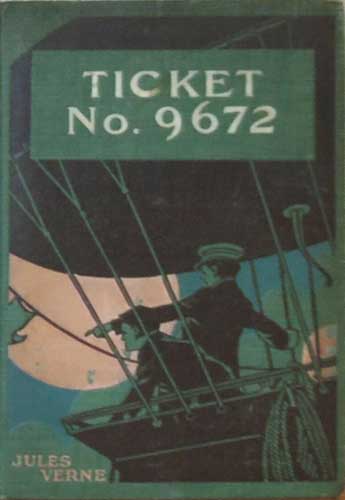 TICKET
No. 9672
JULES
VERNE